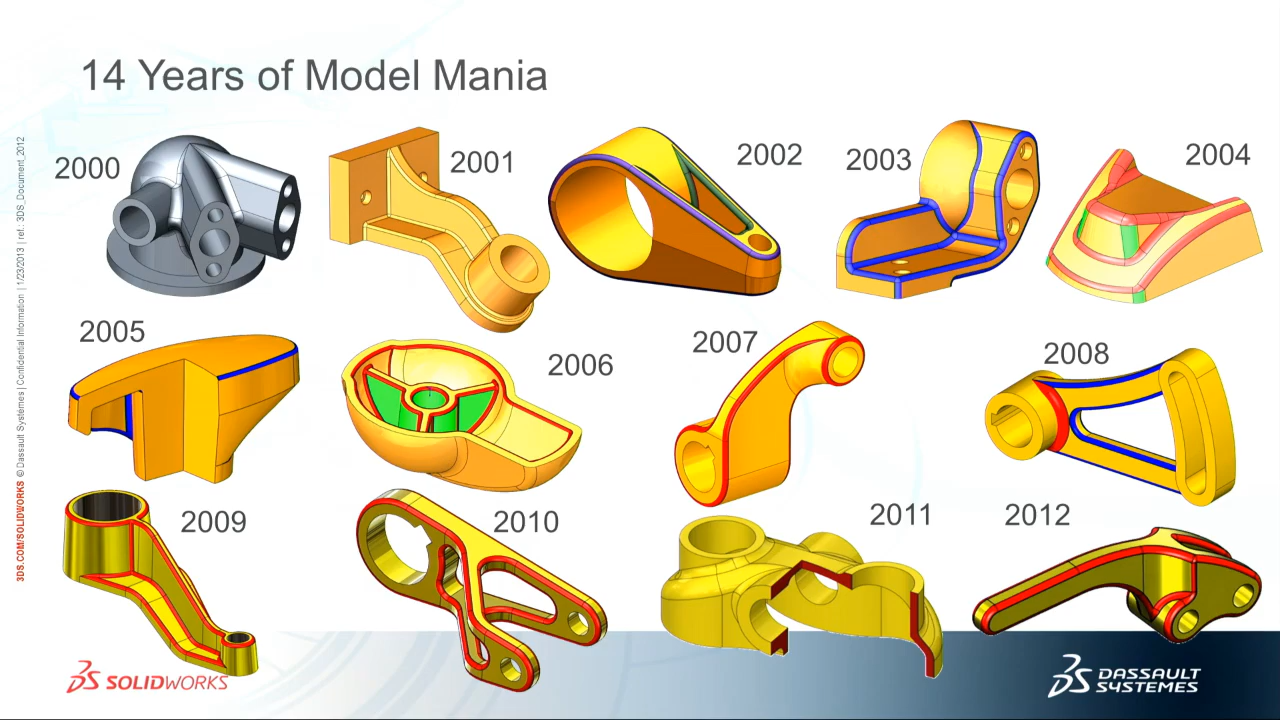 14 Years of Model Mania
2000
2001
2002
2003
2004
2005
2006
2007
2008
2009
2010
2011
2012
3DS.COM/SOLIDWORKS © Dassault Systèmes | Confidential Information | 1/23/2013 | ref.: 3DS_Document_2012
SOLIDWORKS
DASSAULT
SYSTEMES